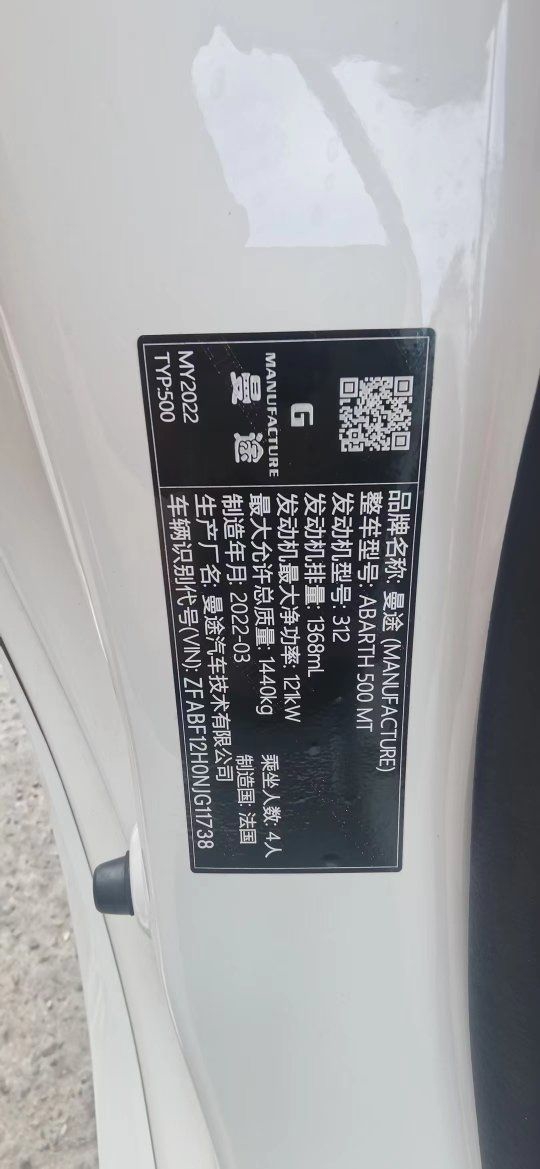 G
MANUFACTURE
曼途
MY2022
TYP:500
品牌名称: 曼途 (MANUFACTURE)
整车型号: ABARTH 500 MT
发动机型号: 312
发动机排量: 1368mL
发动机最大净功率: 121kW
最大允许总质量: 1440kg 乘坐人数: 4人
制造年月: 2022-03 制造国: 法国
生产厂名: 曼途汽车技术有限公司
车辆识别代号(VIN): ZFABF12H0NJG11738